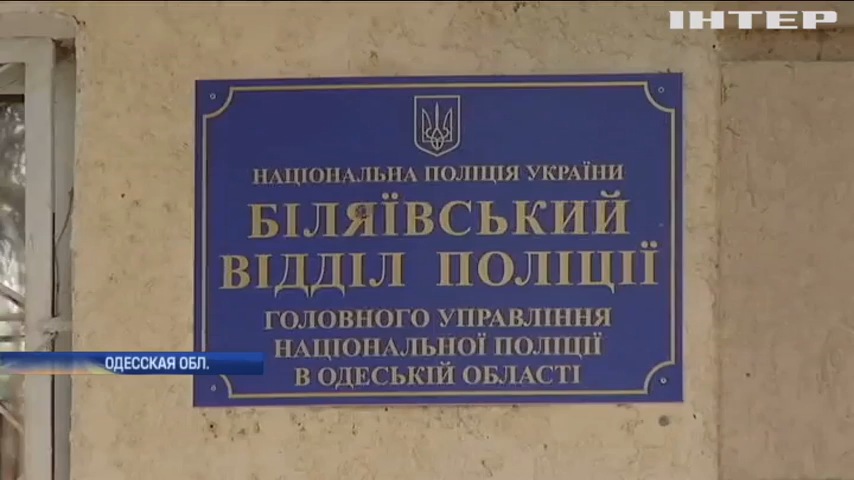 ІНТЕР
НАЦІОНАЛЬНА ПОЛІЦІЯ УКРАЇНИ
БІЛЯЇВСЬКИЙ
ВІДДІЛ ПОЛІЦІЇ
ГОЛОВНОГО УПРАВЛІННЯ
НАЦІОНАЛЬНОЇ ПОЛІЦІЇ
В ОДЕСЬКІЙ ОБЛАСТІ
ОДЕССКАЯ ОБЛ.